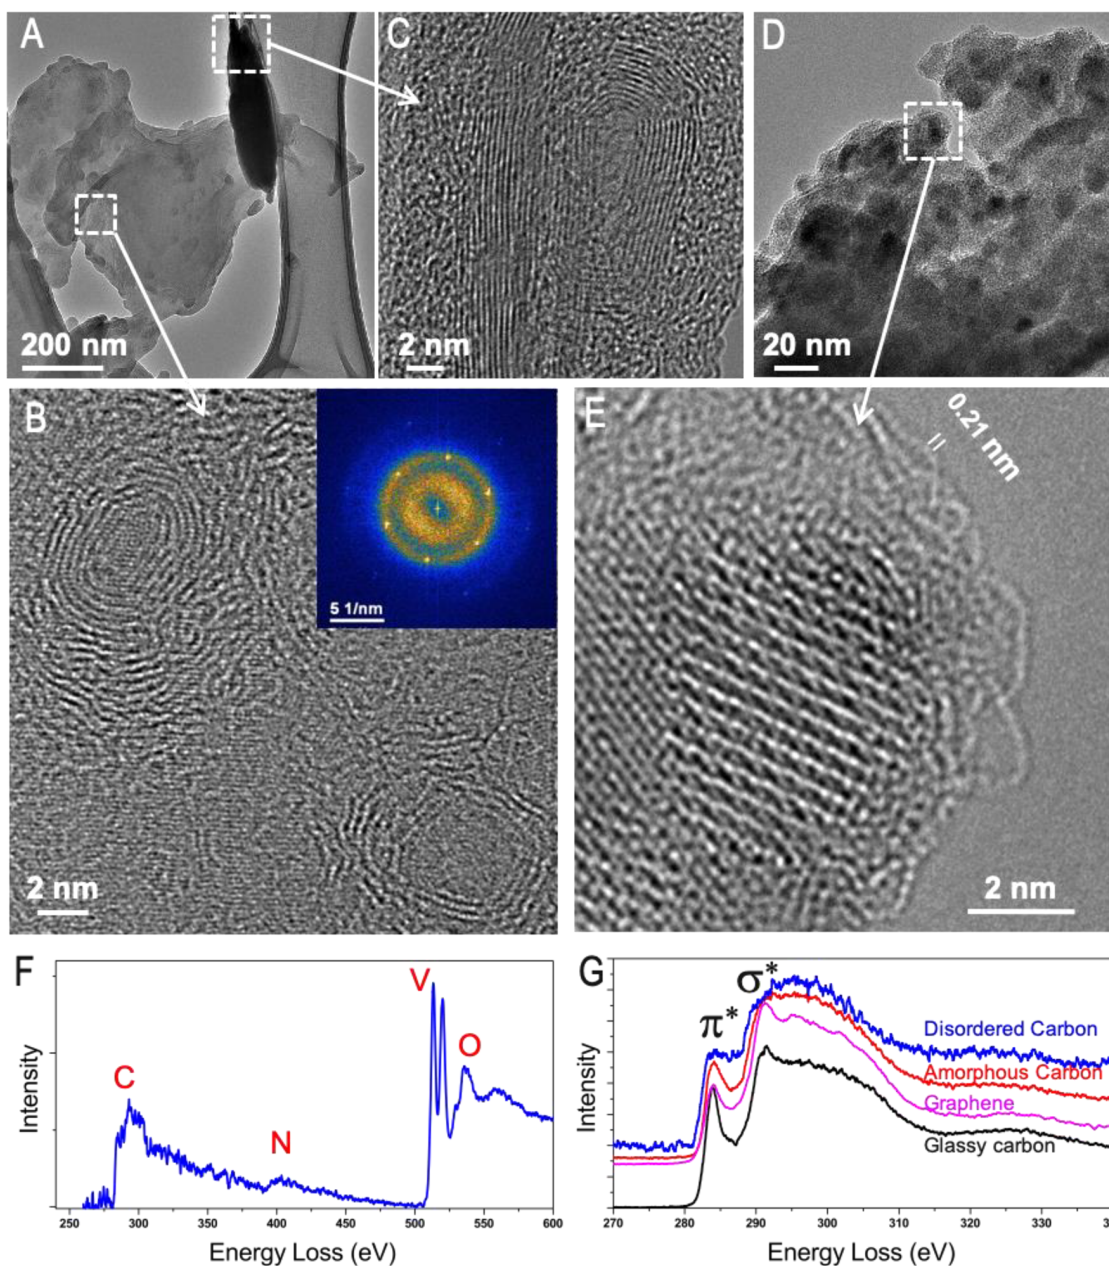 A
200 nm
C
2 nm
D
20 nm
B
5 1/nm
2 nm
E
0.21 nm
=
2 nm
F
C
N
V
O
Intensity
250 300 350 400 450 500 550 600
Energy Loss (eV)
G
π*
σ*
Disordered Carbon
Amorphous Carbon
Graphene
Glassy carbon
Intensity
270 280 290 300 310 320 330
Energy Loss (eV)